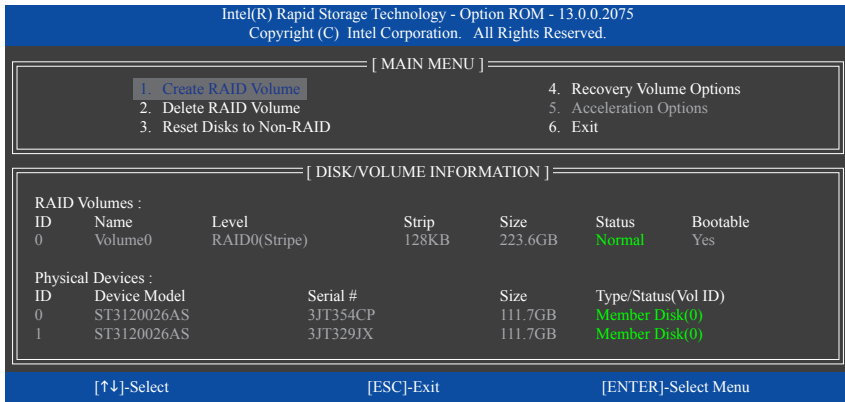 Intel(R) Rapid Storage Technology - Option ROM - 13.0.0.2075
Copyright (C) Intel Corporation. All Rights Reserved.
[ MAIN MENU ]
1. Create RAID Volume 4. Recovery Volume Options
2. Delete RAID Volume 5. Acceleration Options
3. Reset Disks to Non-RAID 6. Exit
[ DISK/VOLUME INFORMATION ]
RAID Volumes :
ID Name Level Strip Size Status Bootable
0 Volume0 RAID0(Stripe) 128KB 223.6GB Normal Yes
Physical Devices :
ID Device Model Serial # Size Type/Status(Vol ID)
0 ST3120026AS 3JT354CP 111.7GB Member Disk(0)
1 ST3120026AS 3JT329JX 111.7GB Member Disk(0)
[↑↓]-Select [ESC]-Exit [ENTER]-Select Menu